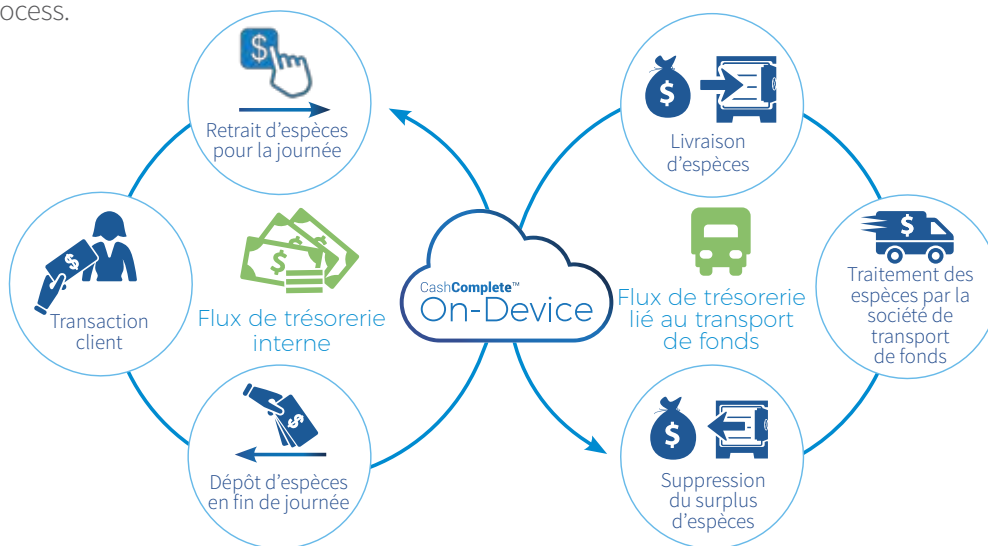 ocess.
Retrait d’espèces
pour la journée
Livraison
d’espèces
Transaction
client
Flux de trésorerie
interne
CashComplete™
On-Device
Flux de trésorerie
lié au transport
de fonds
Traitement des
espèces par la
société de
transport
de fonds
Dépôt d’espèces
en fin de journée
Suppression
du surplus
d’espèces